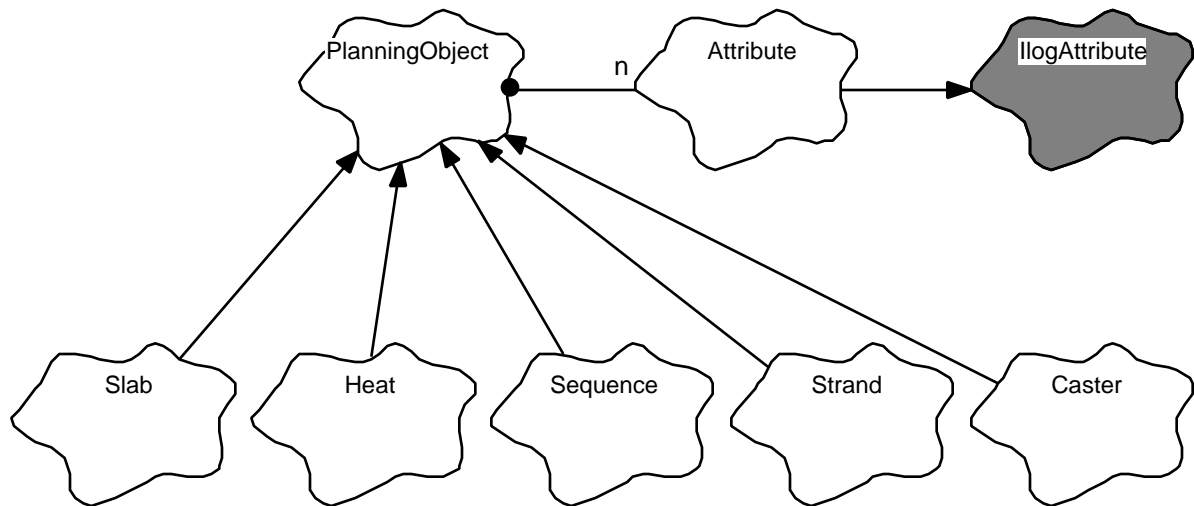 PlanningObject
n
Attribute
IlogAttribute
Slab
Heat
Sequence
Strand
Caster